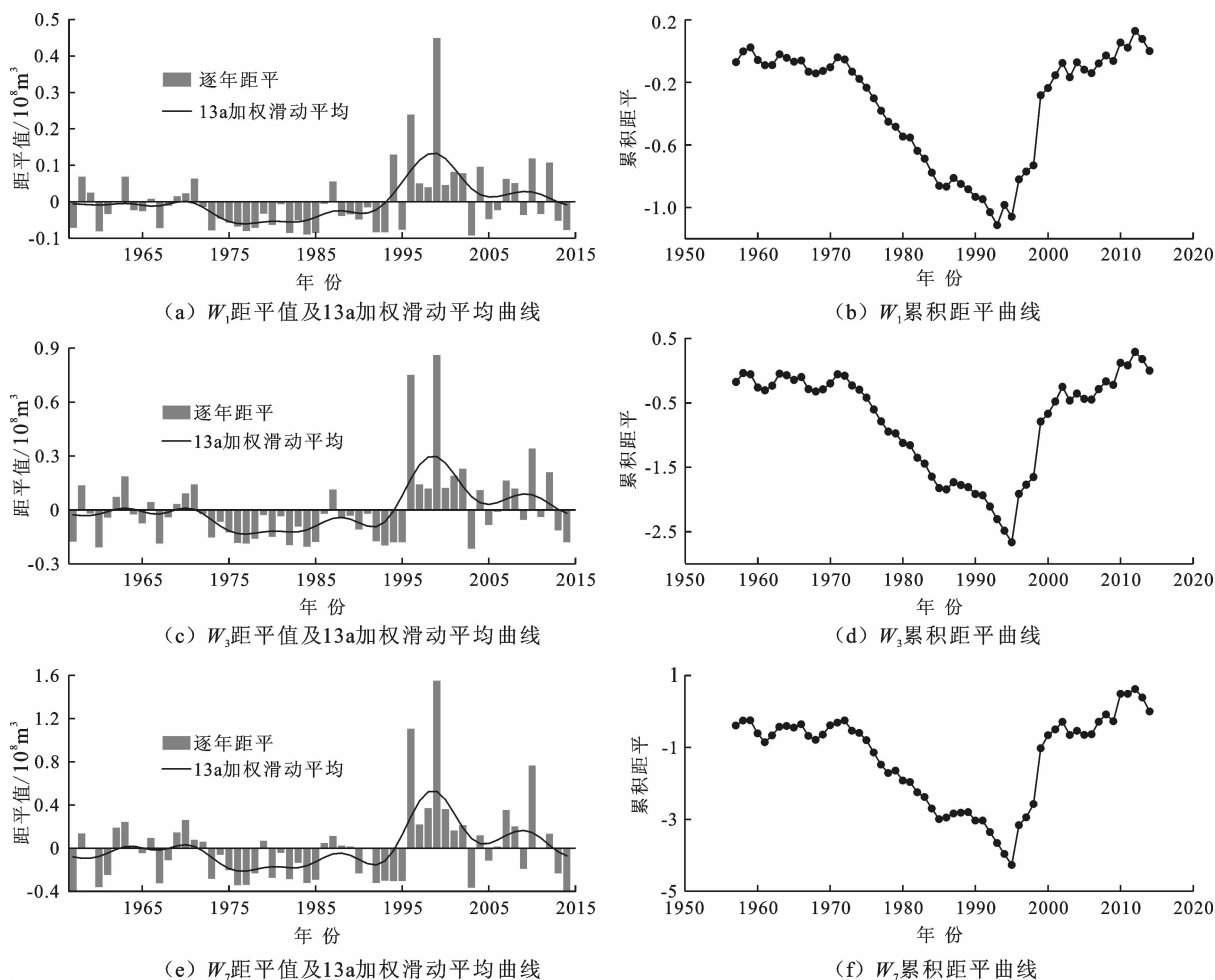 0.5
0.4
0.3
0.2
0.1
0
-0.1
距平值/10⁸m³
逐年距平
13a加权滑动平均
1965 1975 1985 1995 2005 2015
年 份
(a) W₁距平值及13a加权滑动平均曲线
0.2
-0.2
-0.6
-1.0
累积距平
1950 1960 1970 1980 1990 2000 2010 2020
年 份
(b) W₁累积距平曲线
0.9
0.6
0.3
0
-0.3
距平值/10⁸m³
逐年距平
13a加权滑动平均
1965 1975 1985 1995 2005 2015
年 份
(c) W₃距平值及13a加权滑动平均曲线
0.5
-0.5
-1.5
-2.5
累积距平
1950 1960 1970 1980 1990 2000 2010 2020
年 份
(d) W₃累积距平曲线
1.6
1.2
0.8
0.4
0
-0.4
距平值/10⁸m³
逐年距平
13a加权滑动平均
1965 1975 1985 1995 2005 2015
年 份
(e) W₇距平值及13a加权滑动平均曲线
1
-1
-3
-5
累积距平
1950 1960 1970 1980 1990 2000 2010 2020
年 份
(f) W₇累积距平曲线